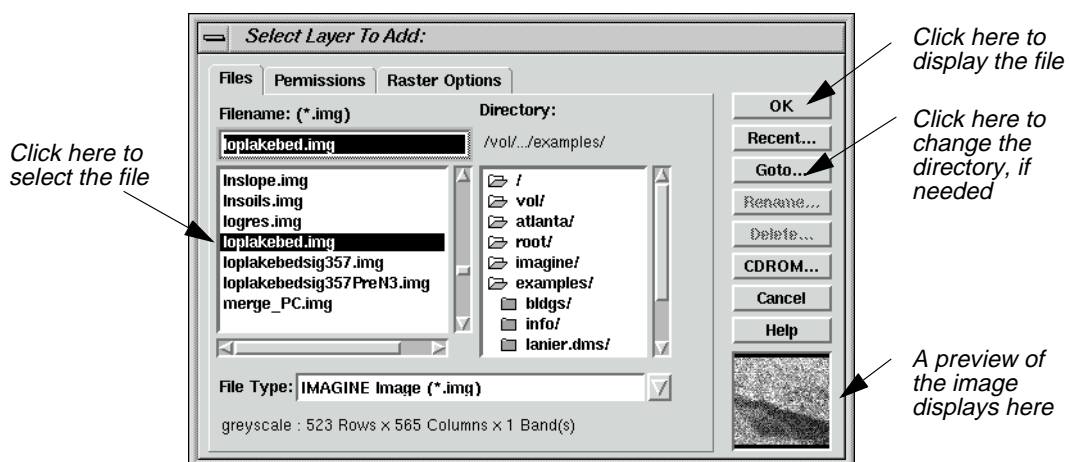 Select Layer To Add:
Files Permissions Raster Options
Filename: (*.img)
loplakebed.img
lnslope.img
lnsoils.img
logres.img
loplakebed.img
loplakebedsig357.img
loplakebedsig357PreN3.img
merge_PC.img
Directory:
/vol/.../examples/
/
vol/
atlanta/
root/
imagine/
examples/
bldgs/
info/
lanier.dms/
File Type: IMAGINE Image (*.img)
greyscale : 523 Rows x 565 Columns x 1 Band(s)
OK
Recent...
Goto...
Rename...
Delete...
CDROM...
Cancel
Help
Click here to
select the file
Click here to
display the file
Click here to
change the
directory, if
needed
A preview of
the image
displays here